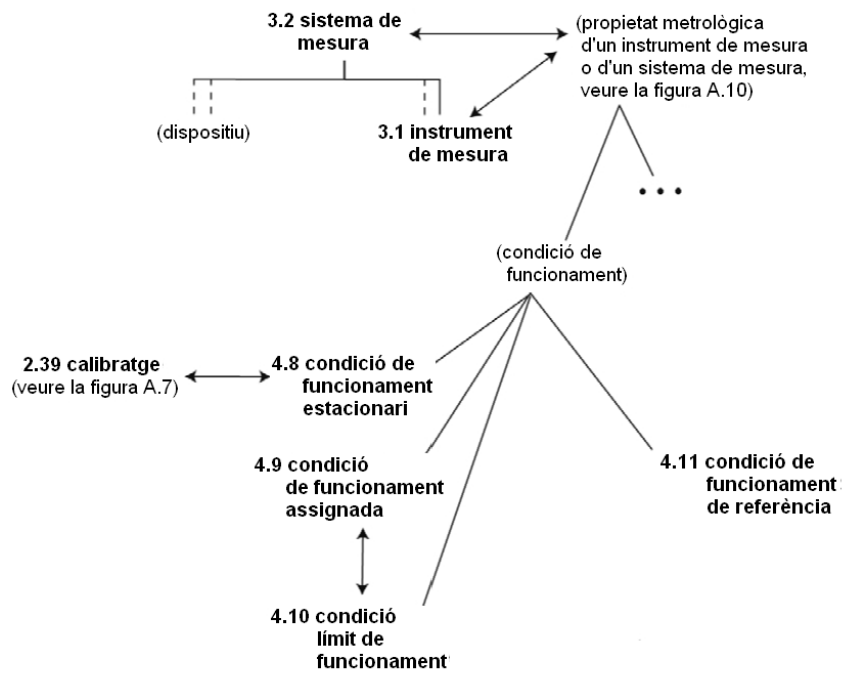 3.2 sistema de
mesura
(propietat metrològica
d'un instrument de mesura
o d'un sistema de mesura,
veure la figura A.10)
(dispositiu)
3.1 instrument
de mesura
• • •
(condició de
funcionament)
2.39 calibratge
(veure la figura A.7)
4.8 condició de
funcionament
estacionari
4.9 condició
de funcionament
assignada
4.11 condició de
funcionament
de referència
4.10 condició
límit de
funcionament